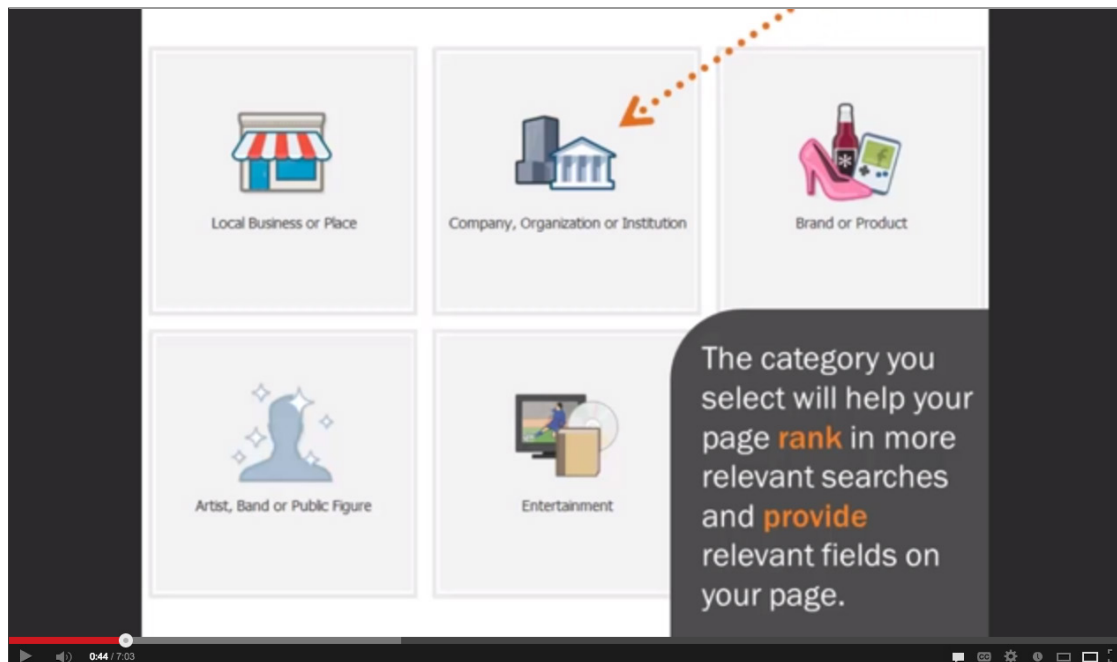 Local Business or Place
Company, Organization or Institution
Brand or Product
Artist, Band or Public Figure
Entertainment
The category you
select will help your
page rank in more
relevant searches
and provide
relevant fields on
your page.
0:44 / 7:03
CC